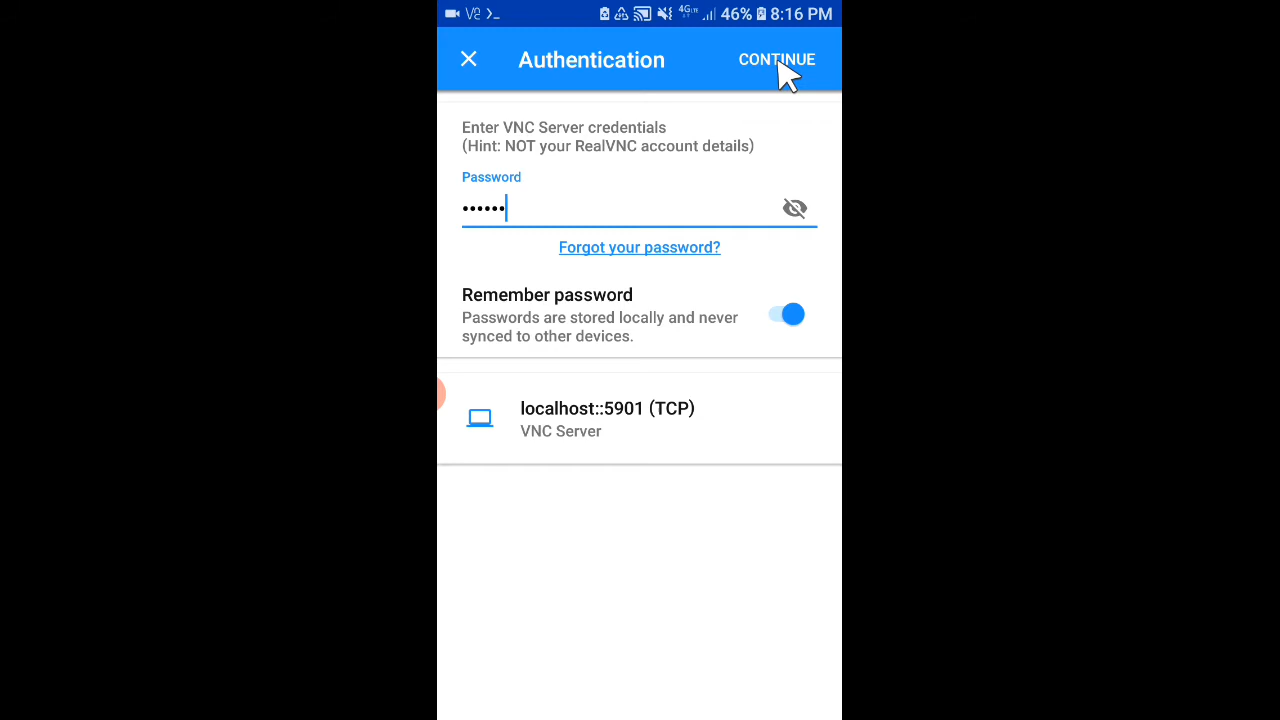 46% 8:16 PM
Authentication CONTINUE
Enter VNC Server credentials
(Hint: NOT your RealVNC account details)
Password
••••••
Forgot your password?
Remember password
Passwords are stored locally and never
synced to other devices.
localhost::5901 (TCP)
VNC Server